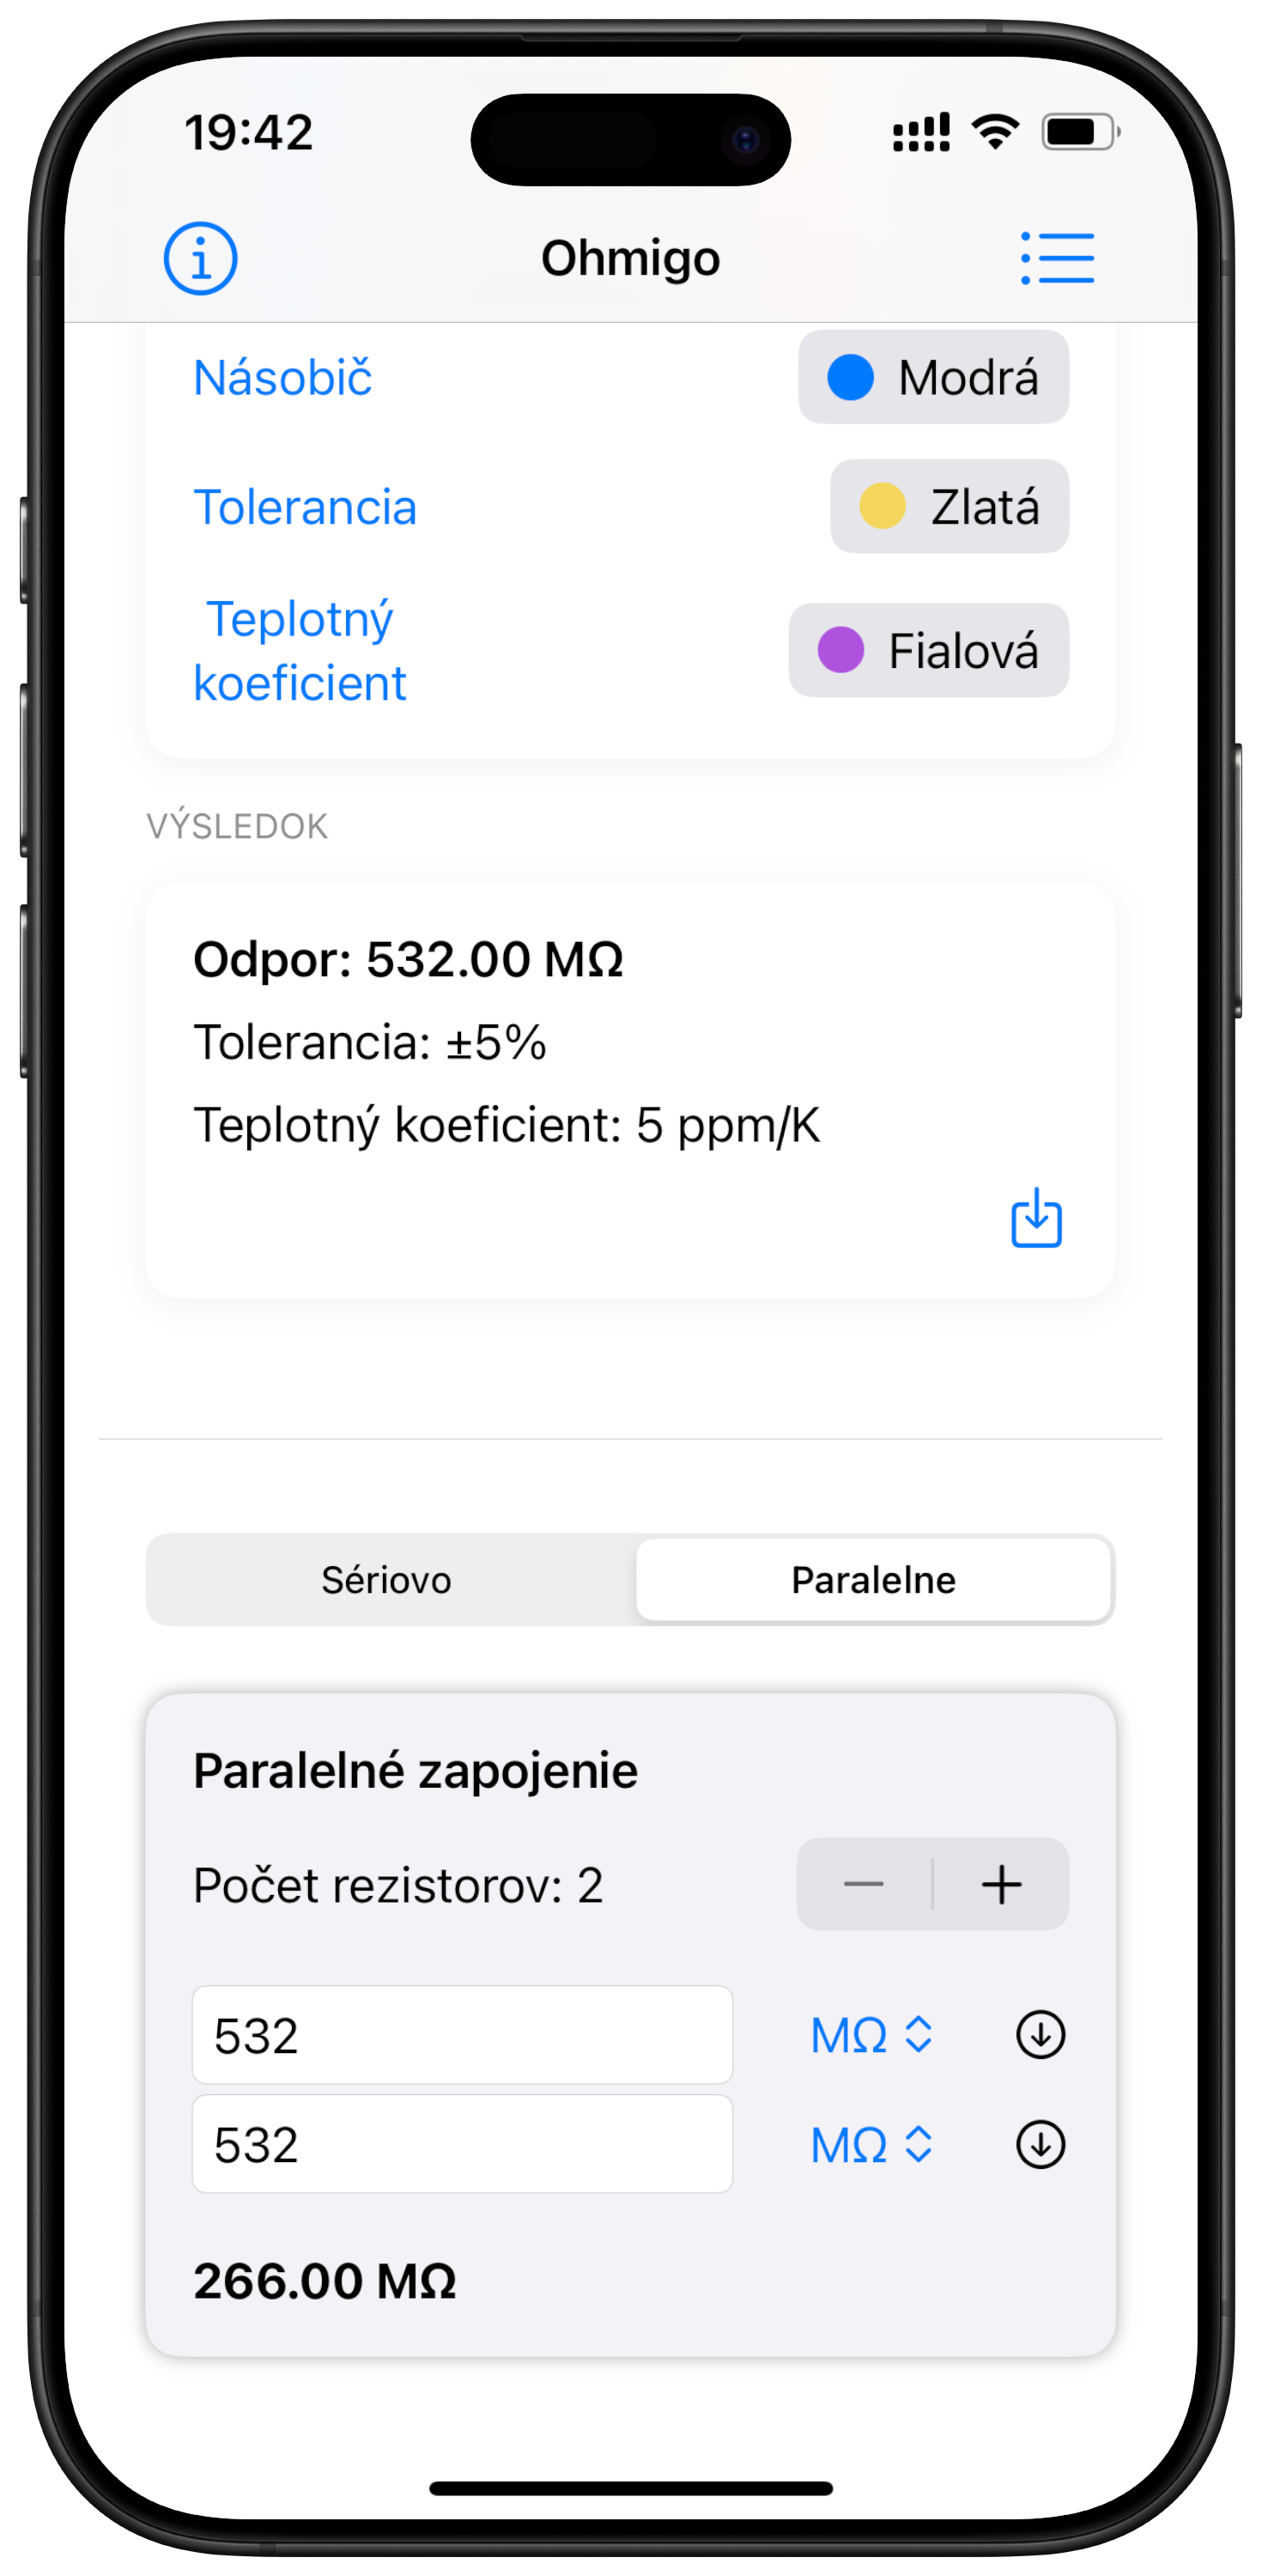 19:42
Ohmigo
Násobič
Modrá
Tolerancia
Zlatá
Teplotný
koeficient
Fialová
VÝSLEDOK
Odpor: 532.00 MΩ
Tolerancia: ±5%
Teplotný koeficient: 5 ppm/K
Sériovo
Paralelne
Paralelné zapojenie
Počet rezistorov: 2
532
MΩ
532
MΩ
266.00 MΩ